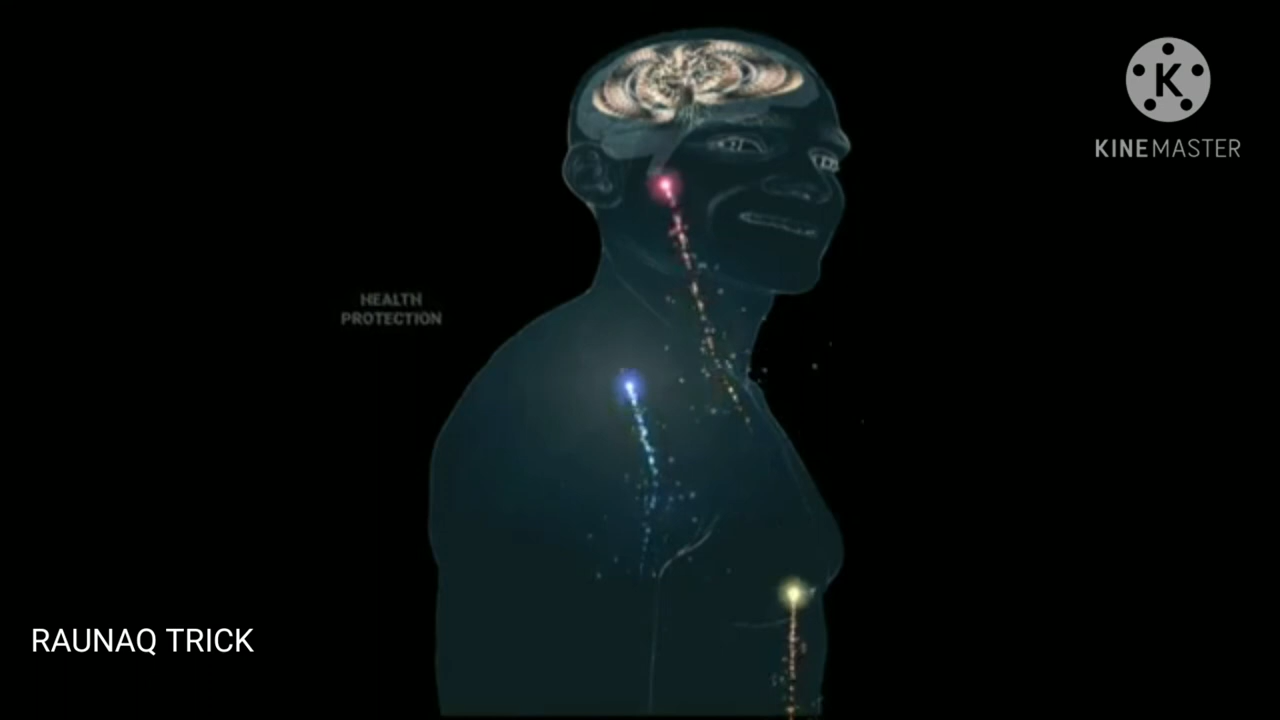 K
KINEMASTER
HEALTH
PROTECTION
RAUNAQ TRICK